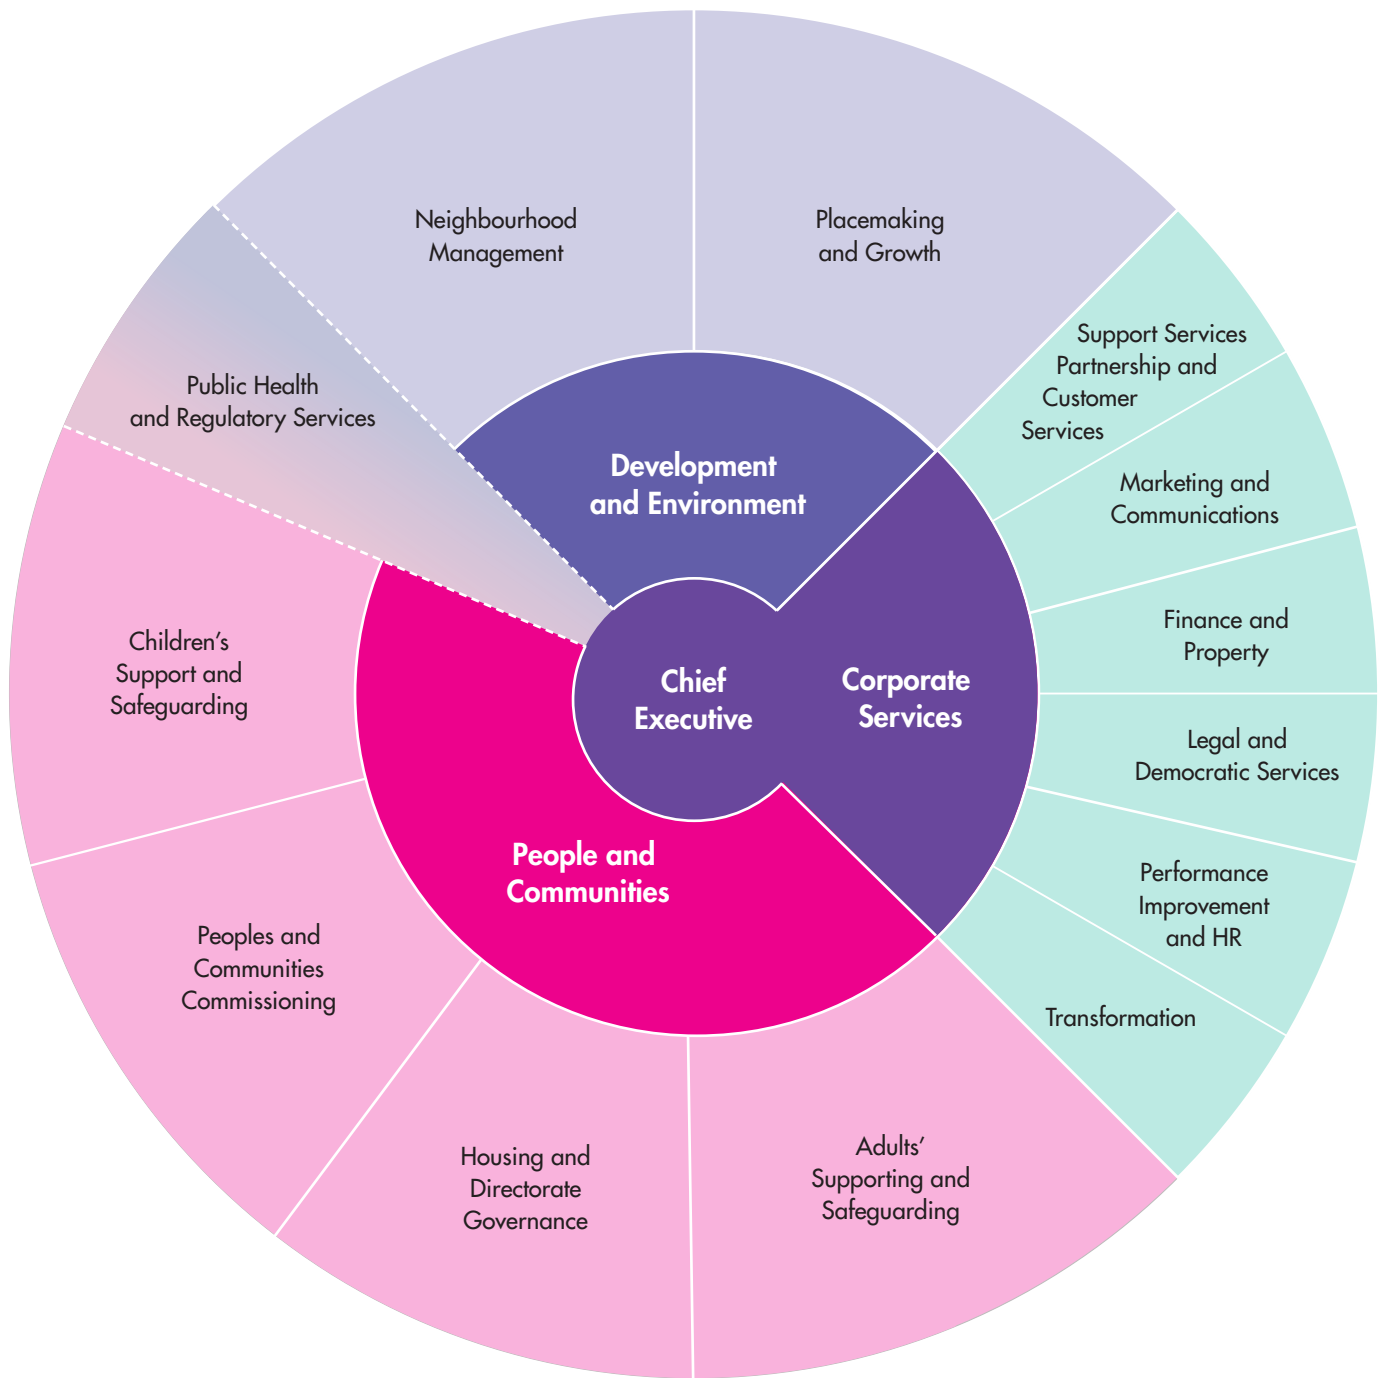 Neighbourhood
Management
Placemaking
and Growth
Support Services
Partnership and
Customer
Services
Marketing and
Communications
Finance and
Property
Legal and
Democratic Services
Performance
Improvement
and HR
Transformation
Adults’
Supporting and
Safeguarding
Housing and
Directorate
Governance
Peoples and
Communities
Commissioning
Children’s
Support and
Safeguarding
Public Health
and Regulatory Services
Development
and Environment
Chief
Executive
Corporate
Services
People and
Communities